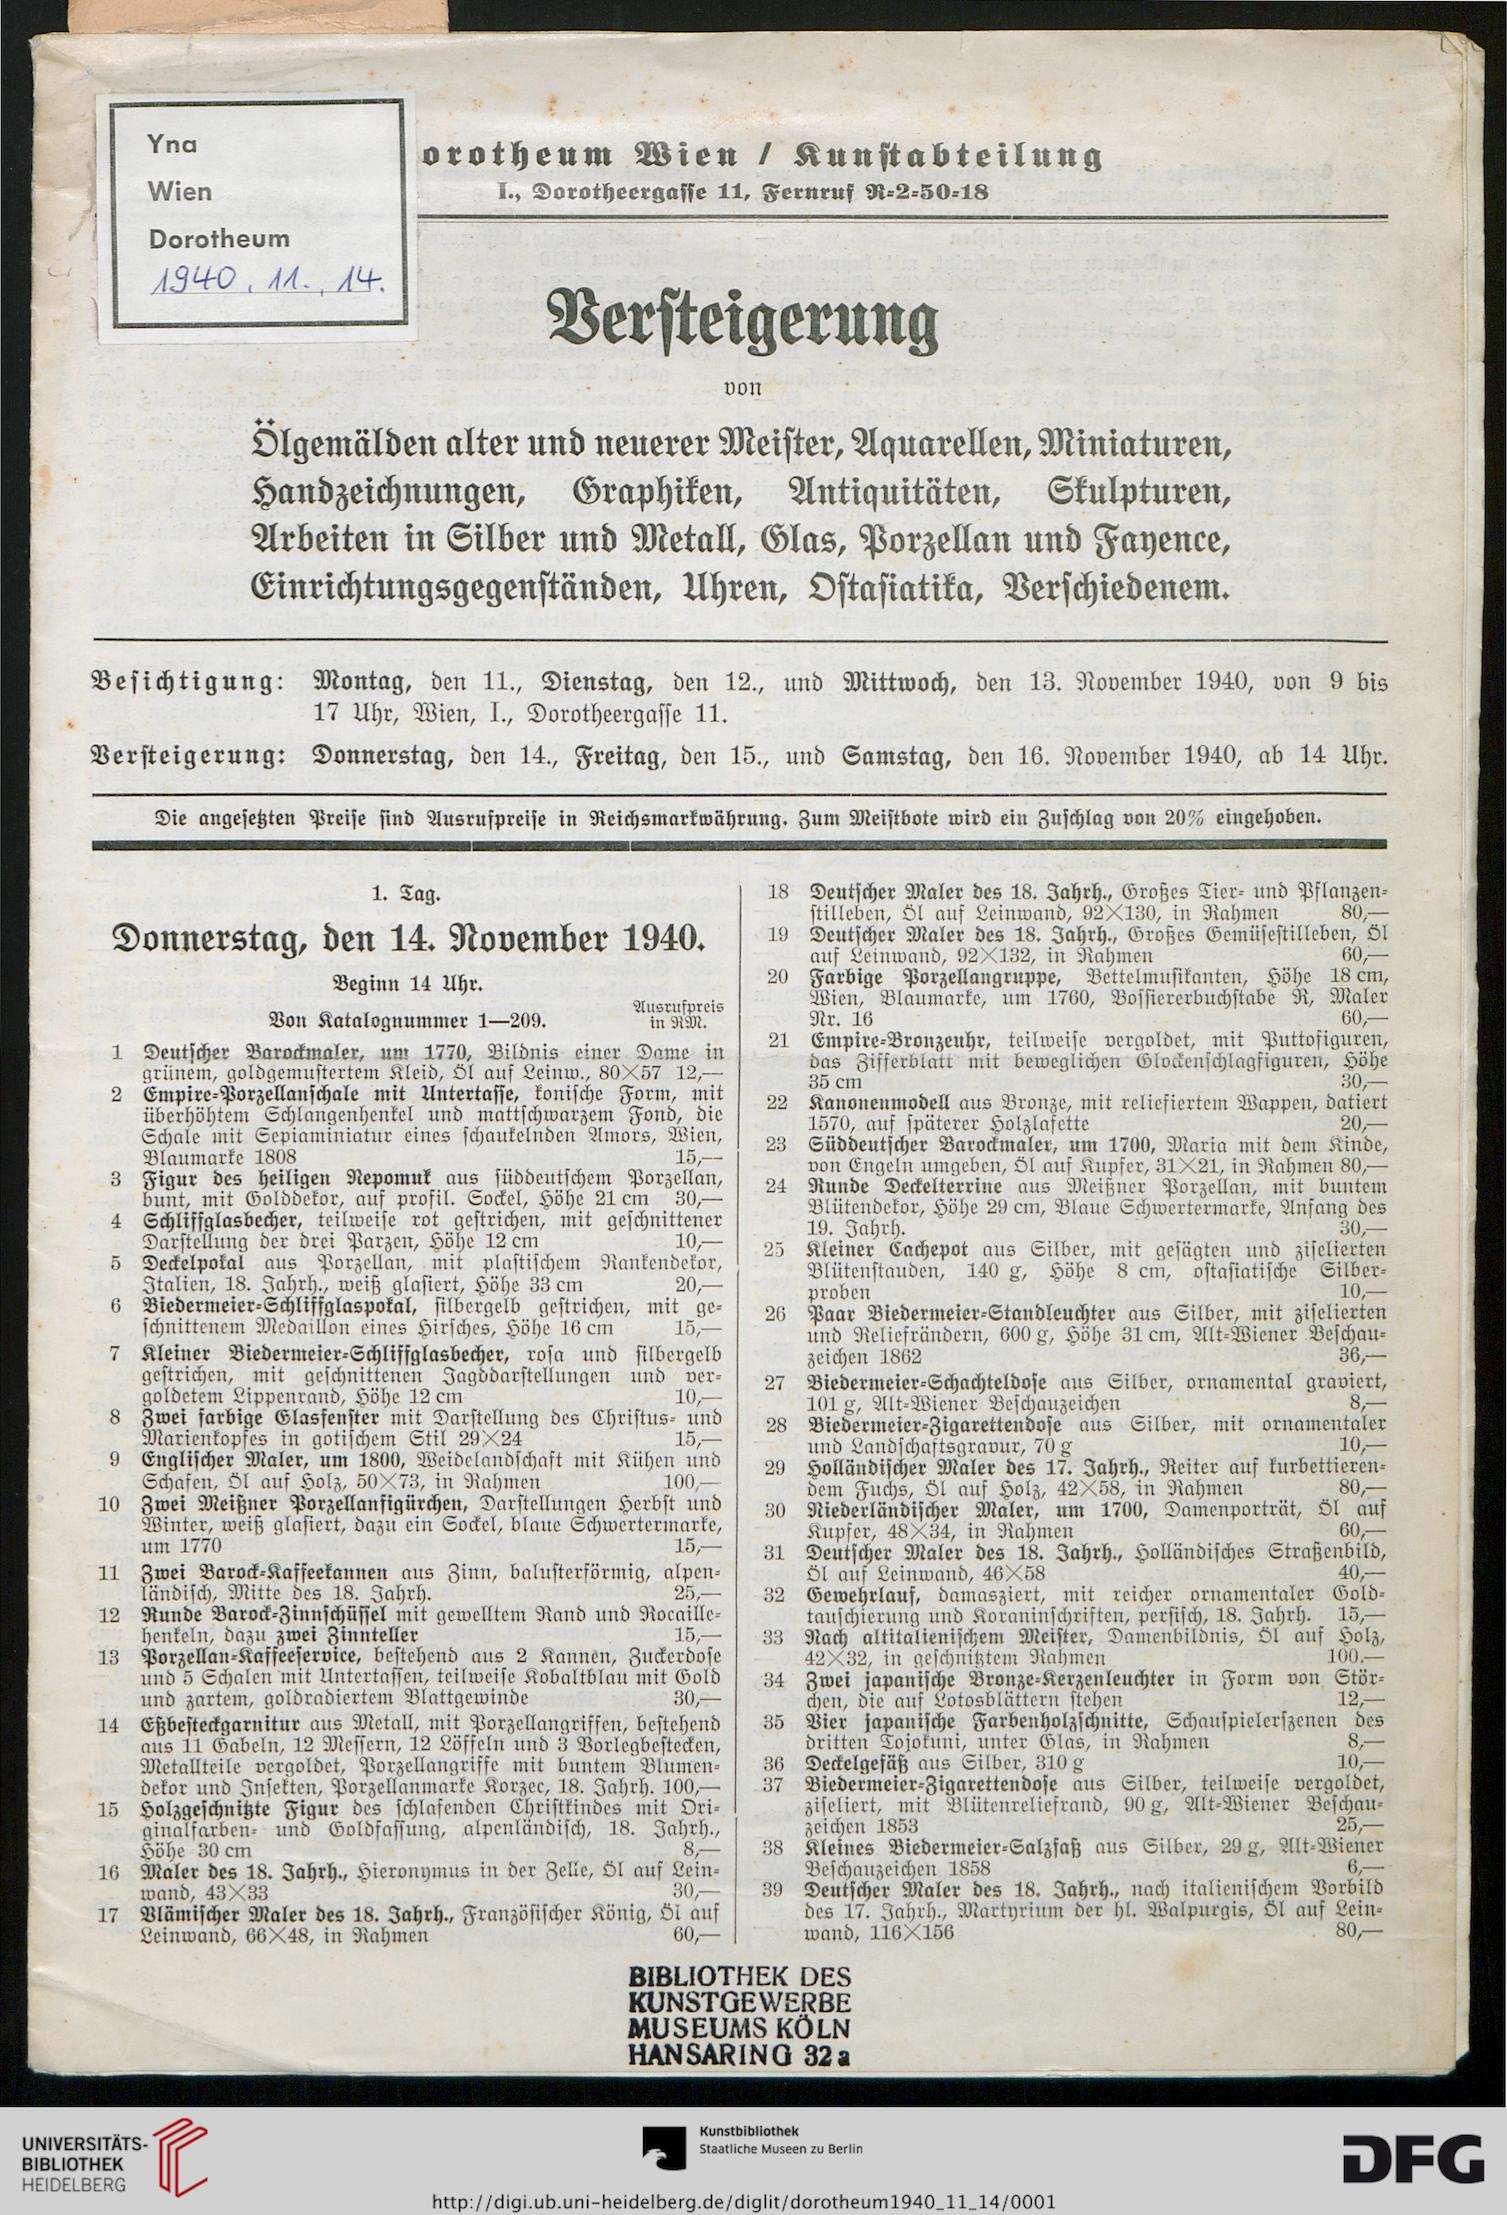 Yna
Wien
Dorotheum
1940. 11., 14.
orotheum Wien / Kunstabteilung
I., Dorotheergasse 11, Fernruf R-2-50-18
Versteigerung
von
Ölgemälden alter und neuerer Meister, Aquarellen, Miniaturen,
Handzeichnungen, Graphiken, Antiquitäten, Skulpturen,
Arbeiten in Silber und Metall, Glas, Porzellan und Fayence,
Einrichtungsgegenständen, Uhren, Ostasiatika, Verschiedenem.
Besichtigung: Montag, den 11., Dienstag, den 12., und Mittwoch, den 13. November 1940, von 9 bis
17 Uhr, Wien, I., Dorotheergasse 11.
Versteigerung: Donnerstag, den 14., Freitag, den 15., und Samstag, den 16. November 1940, ab 14 Uhr.
Die angesetzten Preise sind Ausrufpreise in Reichsmarkwährung. Zum Meistbote wird ein Zuschlag von 20% eingehoben.
1. Tag.
Donnerstag, den 14. November 1940.
Beginn 14 Uhr.
Von Katalognummer 1—209.
Ausrufpreis
in RM.
1 Deutscher Barockmaler, um 1770, Bildnis einer Dame in
grünem, goldgemustertem Kleid, Öl auf Leinw., 80×57 12,—
2 Empire-Porzellanschale mit Untertasse, konische Form, mit
überhöhtem Schlangenhenkel und mattschwarzem Fond, die
Schale mit Sepiaminiatur eines schaukelnden Amors, Wien,
Blaumarke 1808 15,—
3 Figur des heiligen Nepomuk aus süddeutschem Porzellan,
bunt, mit Golddekor, auf profil. Sockel, Höhe 21 cm 30,—
4 Schliffglasbecher, teilweise rot gestrichen, mit geschnittener
Darstellung der drei Parzen, Höhe 12 cm 10,—
5 Deckelpokal aus Porzellan, mit plastischem Rankendekor,
Italien, 18. Jahrh., weiß glasiert, Höhe 33 cm 20,—
6 Biedermeier-Schliffglaspokal, silbergelb gestrichen, mit ge-
schnittenem Medaillon eines Hirsches, Höhe 16 cm 15,—
7 Kleiner Biedermeier-Schliffglasbecher, rosa und silbergelb
gestrichen, mit geschnittenen Jagddarstellungen und ver-
goldetem Lippenrand, Höhe 12 cm 10,—
8 Zwei farbige Glasfenster mit Darstellung des Christus- und
Marienkopfes in gotischem Stil 29×24 15,—
9 Englischer Maler, um 1800, Weidelandschaft mit Kühen und
Schafen, Öl auf Holz, 50×73, in Rahmen 100,—
10 Zwei Meißner Porzellanfigürchen, Darstellungen Herbst und
Winter, weiß glasiert, dazu ein Sockel, blaue Schwertermarke,
um 1770 15,—
11 Zwei Barock-Kaffeekannen aus Zinn, balusterförmig, alpen-
ländisch, Mitte des 18. Jahrh. 25,—
12 Runde Barock-Zinnschüssel mit gewelltem Rand und Rocaille-
henkeln, dazu zwei Zinnteller 15,—
13 Porzellan-Kaffeeservice, bestehend aus 2 Kannen, Zuckerdose
und 5 Schalen mit Untertassen, teilweise Kobaltblau mit Gold
und zartem, goldradiertem Blattgewinde 30,—
14 Eßbesteckgarnitur aus Metall, mit Porzellangriffen, bestehend
aus 11 Gabeln, 12 Messern, 12 Löffeln und 3 Vorlegbestecken,
Metallteile vergoldet, Porzellangriffe mit buntem Blumen-
dekor und Insekten, Porzellanmarke Korzec, 18. Jahrh. 100,—
15 Holzgeschnitzte Figur des schlafenden Christkindes mit Ori-
ginalfarben- und Goldfassung, alpenländisch, 18. Jahrh.,
Höhe 30 cm 8,—
16 Maler des 18. Jahrh., Hieronymus in der Zelle, Öl auf Lein-
wand, 43×33 30,—
17 Vlämischer Maler des 18. Jahrh., Französischer König, Öl auf
Leinwand, 66×48, in Rahmen 60,—
18 Deutscher Maler des 18. Jahrh., Großes Tier- und Pflanzen-
stilleben, Öl auf Leinwand, 92×130, in Rahmen 80,—
19 Deutscher Maler des 18. Jahrh., Großes Gemüsestilleben, Öl
auf Leinwand, 92×132, in Rahmen 60,—
20 Farbige Porzellangruppe, Bettelmusikanten, Höhe 18 cm,
Wien, Blaumarke, um 1760, Bossiererbuchstabe R, Maler
Nr. 16 60,—
21 Empire-Bronzeuhr, teilweise vergoldet, mit Puttofiguren,
das Zifferblatt mit beweglichen Glockenschlagfiguren, Höhe
35 cm 30,—
22 Kanonenmodell aus Bronze, mit reliefiertem Wappen, datiert
1570, auf späterer Holzlafette 20,—
23 Süddeutscher Barockmaler, um 1700, Maria mit dem Kinde,
von Engeln umgeben, Öl auf Kupfer, 31×21, in Rahmen 80,—
24 Runde Deckelterrine aus Meißner Porzellan, mit buntem
Blütendekor, Höhe 29 cm, Blaue Schwertermarke, Anfang des
19. Jahrh. 30,—
25 Kleiner Cachepot aus Silber, mit gesägten und ziselierten
Blütenstauden, 140 g, Höhe 8 cm, ostasiatische Silber-
proben 10,—
26 Paar Biedermeier-Standleuchter aus Silber, mit ziselierten
und Reliefrändern, 600 g, Höhe 31 cm, Alt-Wiener Beschau-
zeichen 1862 36,—
27 Biedermeier-Schachteldose aus Silber, ornamental graviert,
101 g, Alt-Wiener Beschauzeichen 8,—
28 Biedermeier-Zigarettendose aus Silber, mit ornamentaler
und Landschaftsgravur, 70 g 10,—
29 Holländischer Maler des 17. Jahrh., Reiter auf kurbettieren-
dem Fuchs, Öl auf Holz, 42×58, in Rahmen 80,—
30 Niederländischer Maler, um 1700, Damenporträt, Öl auf
Kupfer, 48×34, in Rahmen 60,—
31 Deutscher Maler des 18. Jahrh., Holländisches Straßenbild,
Öl auf Leinwand, 46×58 40,—
32 Gewehrlauf, damasziert, mit reicher ornamentaler Gold-
tauschierung und Koraninschriften, persisch, 18. Jahrh. 15,—
33 Nach altitalienischem Meister, Damenbildnis, Öl auf Holz,
42×32, in geschnitztem Rahmen 100.—
34 Zwei japanische Bronze-Kerzenleuchter in Form von Stör-
chen, die auf Lotosblättern stehen 12,—
35 Vier japanische Farbenholzschnitte, Schauspielerszenen des
dritten Tojokuni, unter Glas, in Rahmen 8,—
36 Deckelgefäß aus Silber, 310 g 10,—
37 Biedermeier-Zigarettendose aus Silber, teilweise vergoldet,
ziseliert, mit Blütenreliefrand, 90 g, Alt-Wiener Beschau-
zeichen 1853 25,—
38 Kleines Biedermeier-Salzfaß aus Silber, 29 g, Alt-Wiener
Beschauzeichen 1858 6,—
39 Deutscher Maler des 18. Jahrh., nach italienischem Vorbild
des 17. Jahrh., Martyrium der hl. Walpurgis, Öl auf Lein-
wand, 116×156 80,—
BIBLIOTHEK DES
KUNSTGEWERBE
MUSEUMS KÖLN
HANSARING 32a
UNIVERSITÄTS-
BIBLIOTHEK
HEIDELBERG
Kunstbibliothek
Staatliche Museen zu Berlin
DFG
http://digi.ub.uni-heidelberg.de/diglit/dorotheum1940_11_14/0001